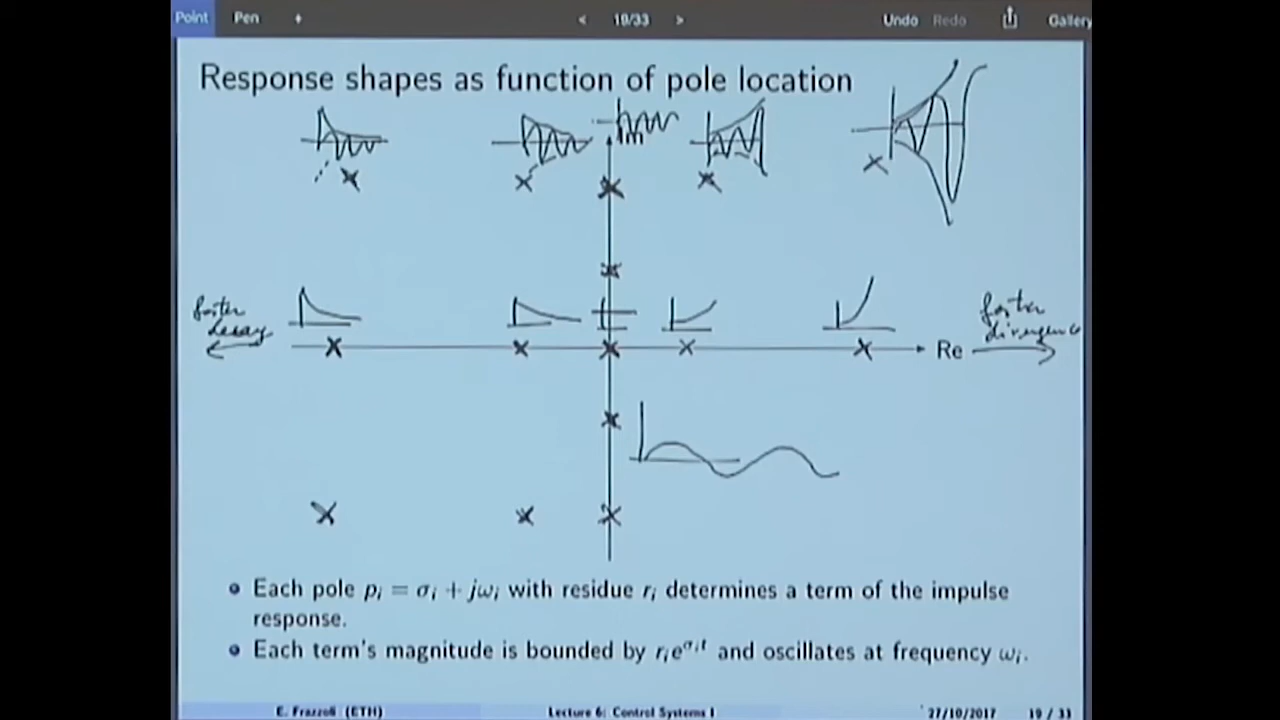 Point Pen + < 18/33 > Undo Redo Gallery
Response shapes as function of pole location
faster decay
faster divergence
Re
• Each pole pᵢ = σᵢ + jωᵢ with residue rᵢ determines a term of the impulse
response.
• Each term's magnitude is bounded by rᵢe^σᵢt and oscillates at frequency ωᵢ.
E. Frazzoli (ETH) Lecture 6: Control Systems I 27/10/2017 19 / 33